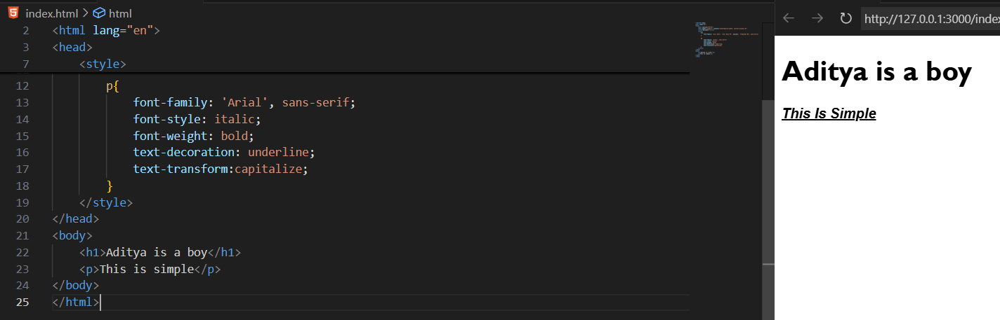 index.html > html
2 <html lang="en">
3 <head>
7 <style>
12 p{
13 font-family: 'Arial', sans-serif;
14 font-style: italic;
15 font-weight: bold;
16 text-decoration: underline;
17 text-transform:capitalize;
18 }
19 </style>
20 </head>
21 <body>
22 <h1>Aditya is a boy</h1>
23 <p>This is simple</p>
24 </body>
25 </html>
http://127.0.0.1:3000/index
Aditya is a boy
This Is Simple